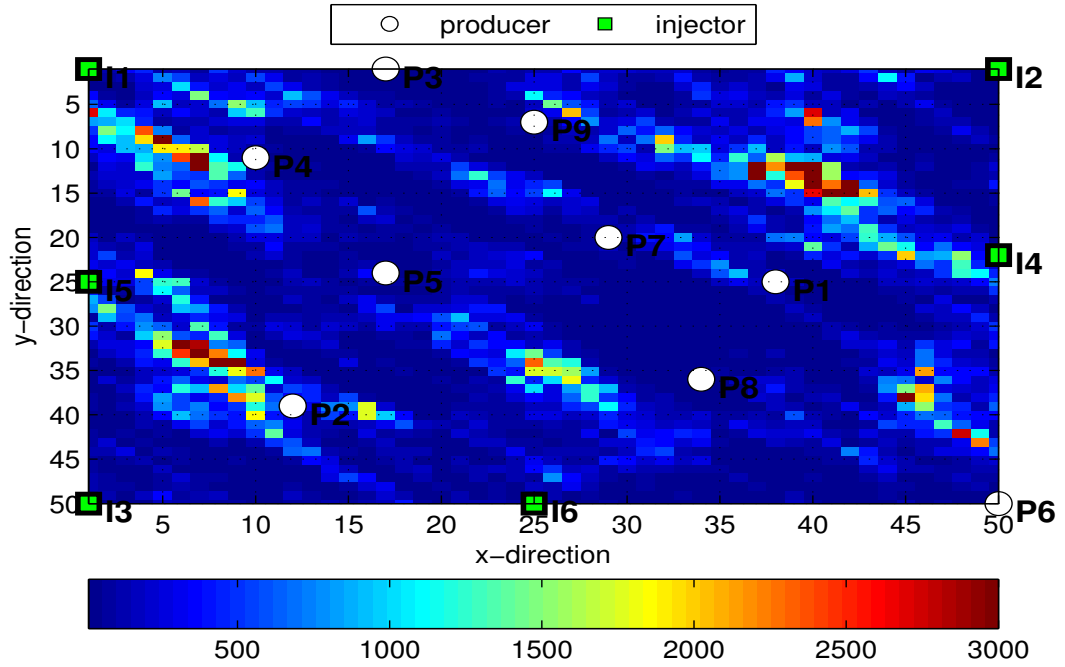 producer injector
I1 P3 I2
5
P9
10
P4
15
20
P7
I4
25
I5 P5 P1
30
35
P8
40
P2
45
50
I3 I6 P6
5 10 15 20 25 30 35 40 45 50
x-direction
y-direction
500 1000 1500 2000 2500 3000